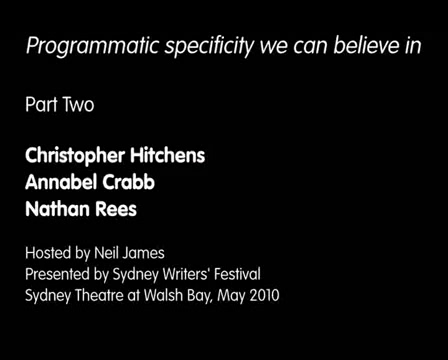 Programmatic specificity we can believe in
Part Two
Christopher Hitchens
Annabel Crabb
Nathan Rees
Hosted by Neil James
Presented by Sydney Writers' Festival
Sydney Theatre at Walsh Bay, May 2010